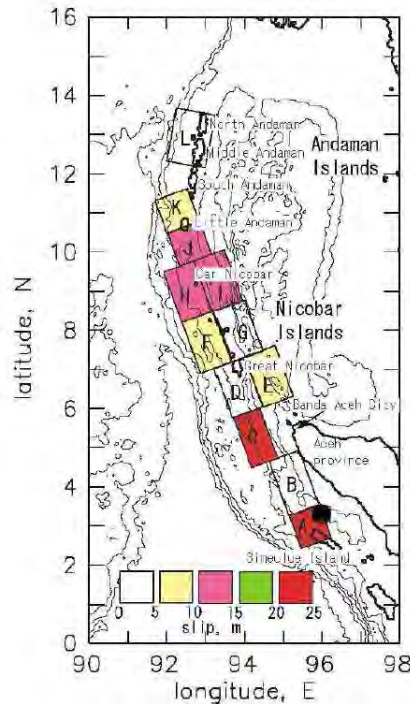 16
14
12
10
8
6
4
2
0
latitude, N
L
North Andaman
Middle Andaman
Andaman
Islands
South Andaman
K
Little Andaman
J
Car Nicobar
H
Nicobar
Islands
G
F
Great Nicobar
E
D
Banda Aceh City
Aceh
province
B
A
Simeulue Island
0 5 10 15 20 25
slip, m
90 92 94 96 98
longitude, E